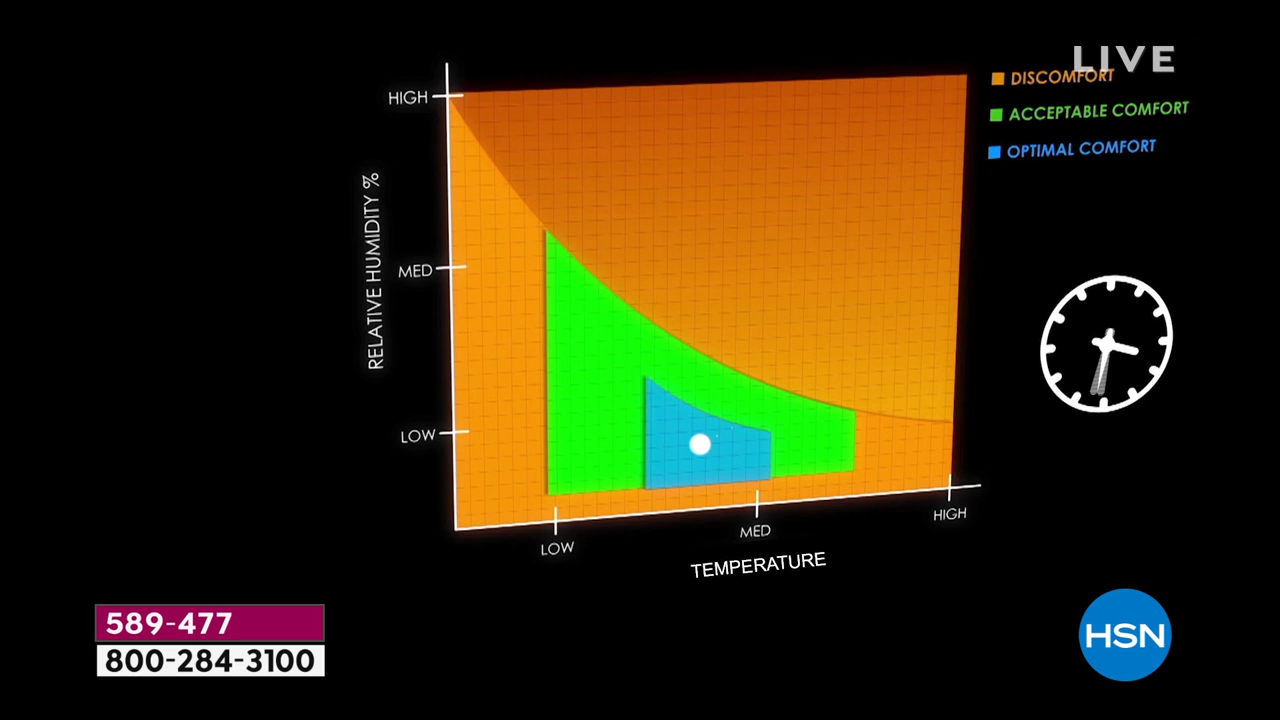 LIVE
DISCOMFORT
ACCEPTABLE COMFORT
OPTIMAL COMFORT
HIGH
MED
LOW
RELATIVE HUMIDITY %
LOW
MED
HIGH
TEMPERATURE
589-477
800-284-3100
HSN